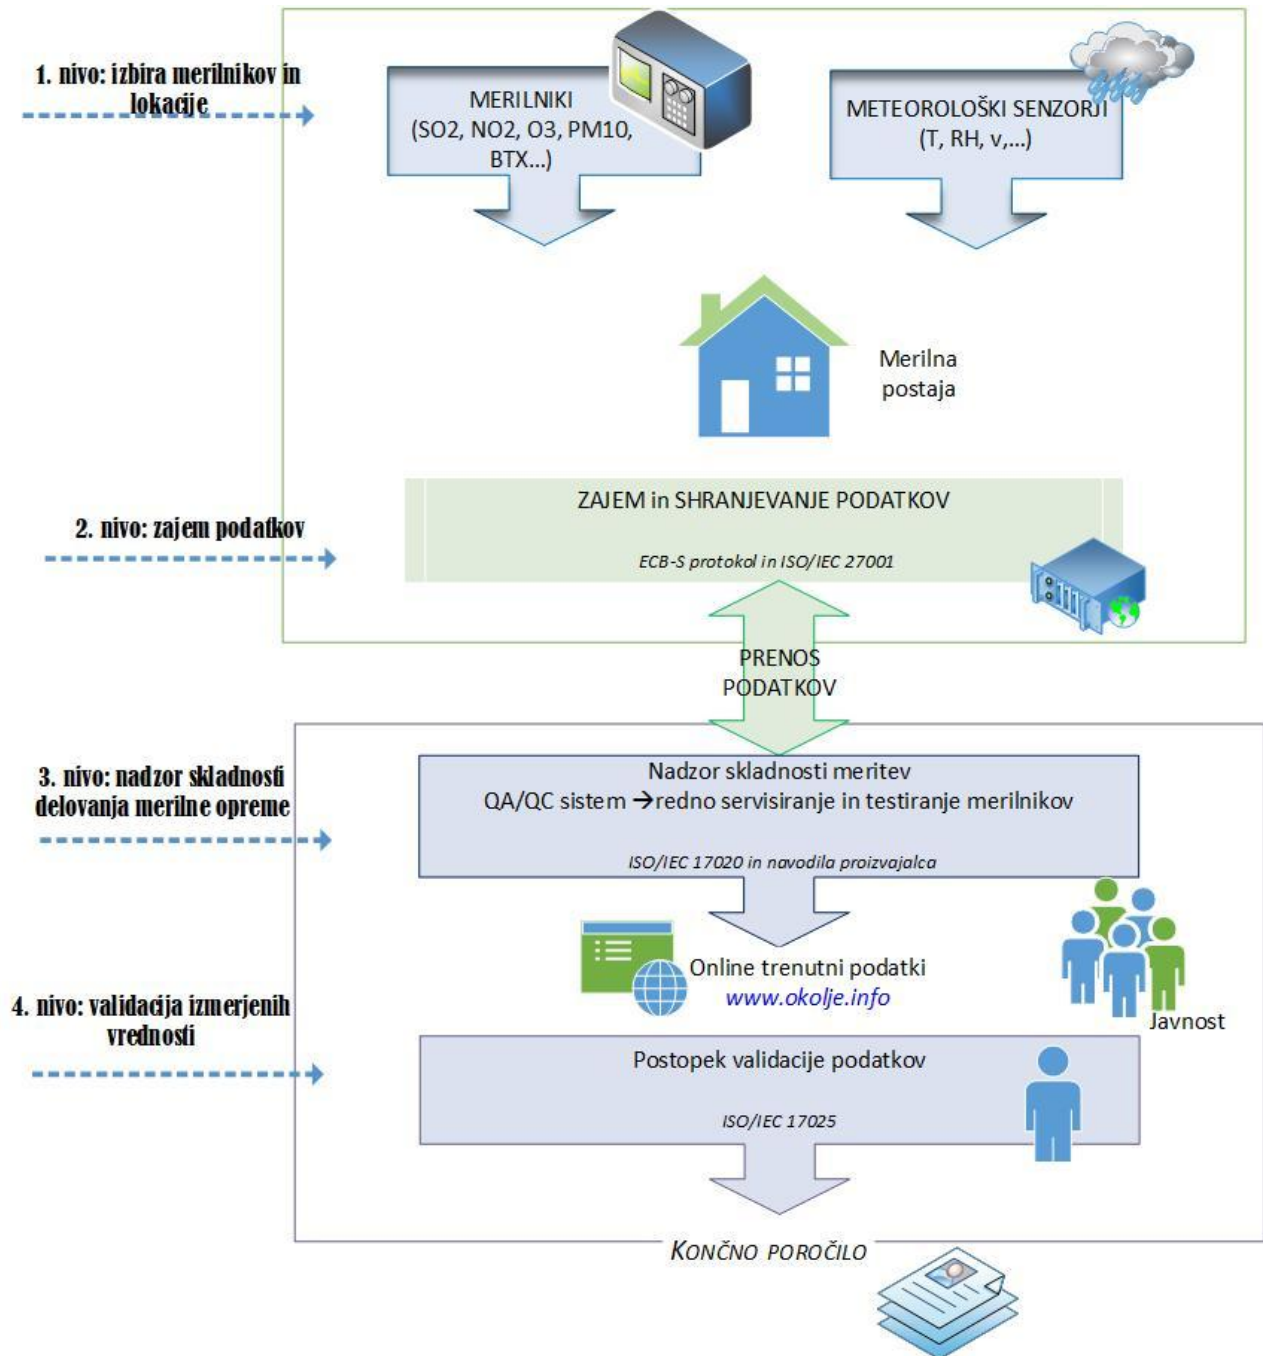 1. nivo: izbira merilnikov in
lokacije
MERILNIKI
(SO2, NO2, O3, PM10,
BTX...)
METEOROLOŠKI SENZORJI
(T, RH, v,...)
Merilna
postaja
2. nivo: zajem podatkov
ZAJEM in SHRANJEVANJE PODATKOV
ECB-S protokol in ISO/IEC 27001
PRENOS
PODATKOV
3. nivo: nadzor skladnosti
delovanja merilne opreme
Nadzor skladnosti meritev
QA/QC sistem →redno servisiranje in testiranje merilnikov
ISO/IEC 17020 in navodila proizvajalca
Online trenutni podatki
www.okolje.info
Javnost
4. nivo: validacija izmerjenih
vrednosti
Postopek validacije podatkov
ISO/IEC 17025
KONČNO POROČILO